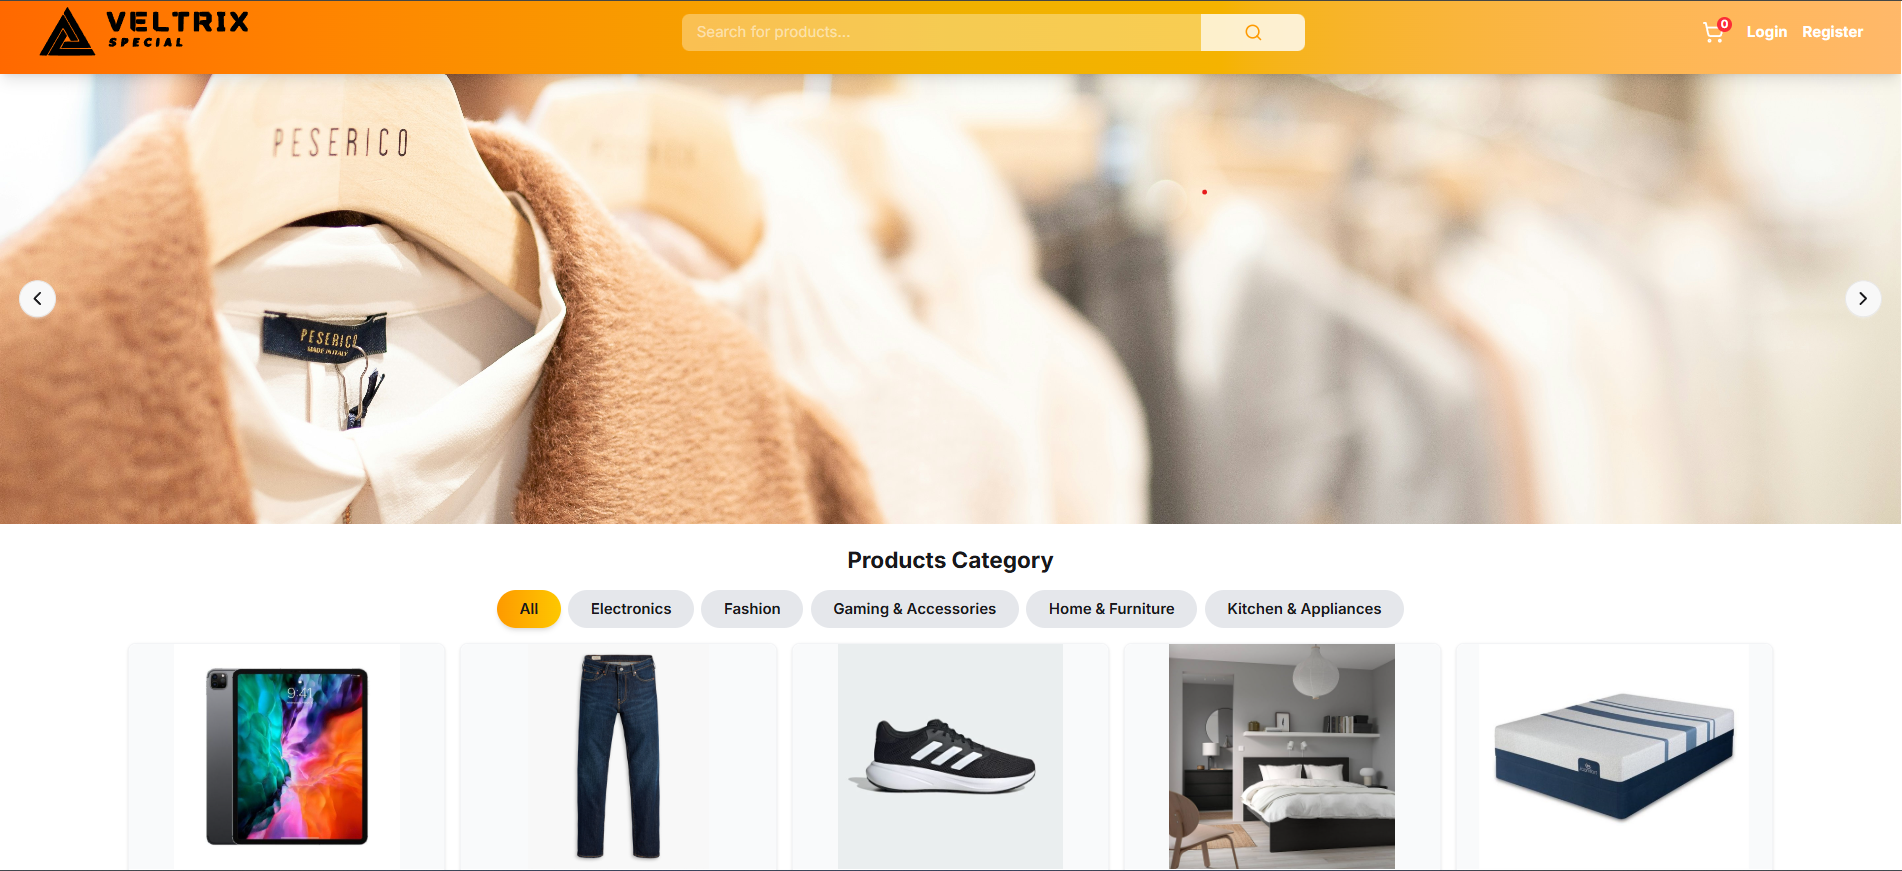 VELTRIX
SPECIAL
Search for products...
0
Login
Register
PESERICO
PESERICO
MADE IN ITALY
Products Category
All
Electronics
Fashion
Gaming & Accessories
Home & Furniture
Kitchen & Appliances
9:41